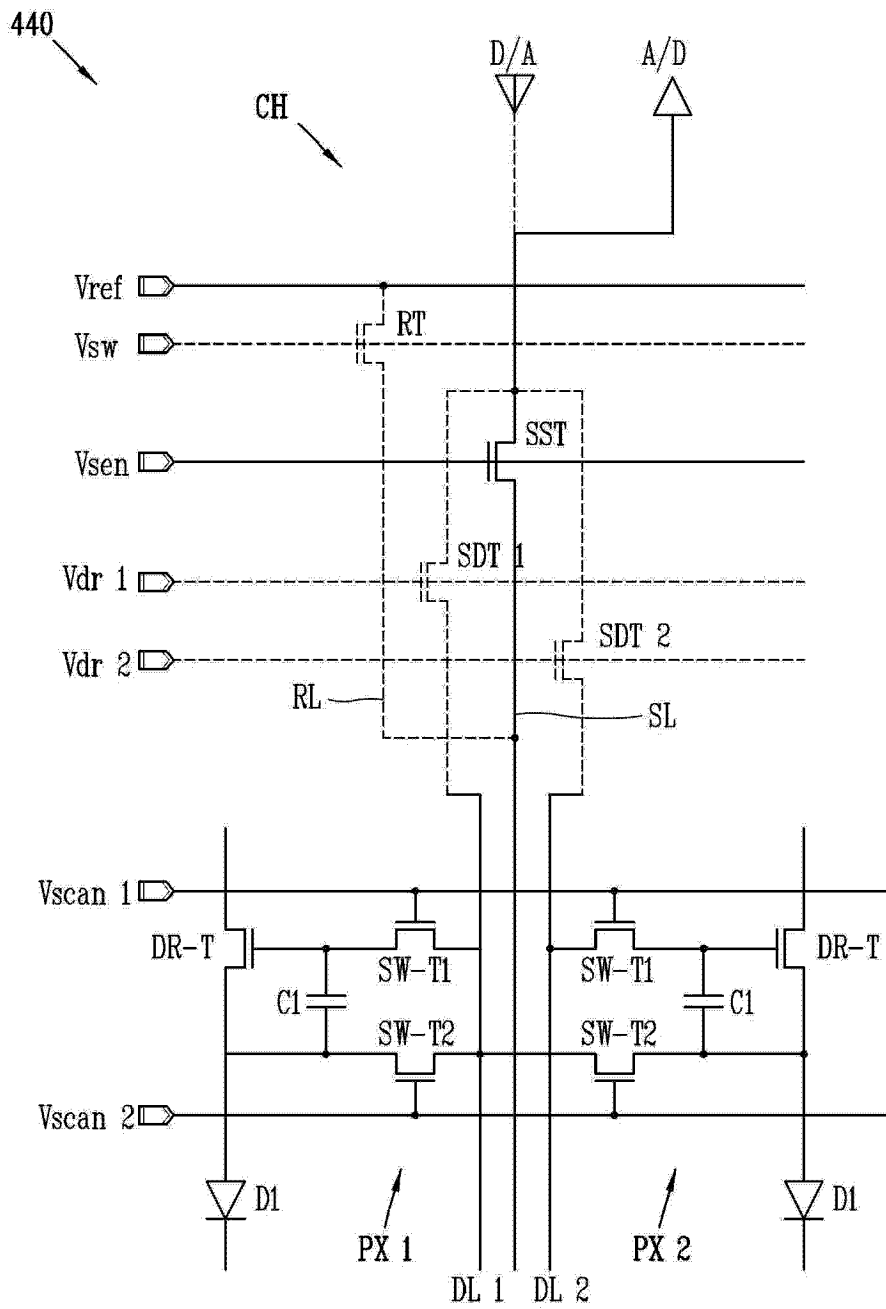 440
D/A
A/D
CH
Vref
RT
Vsw
SST
Vsen
SDT 1
Vdr 1
SDT 2
Vdr 2
RL
SL
Vscan 1
DR-T
SW-T1
SW-T1
DR-T
C1
C1
SW-T2
SW-T2
Vscan 2
D1
D1
PX 1
PX 2
DL 1
DL 2